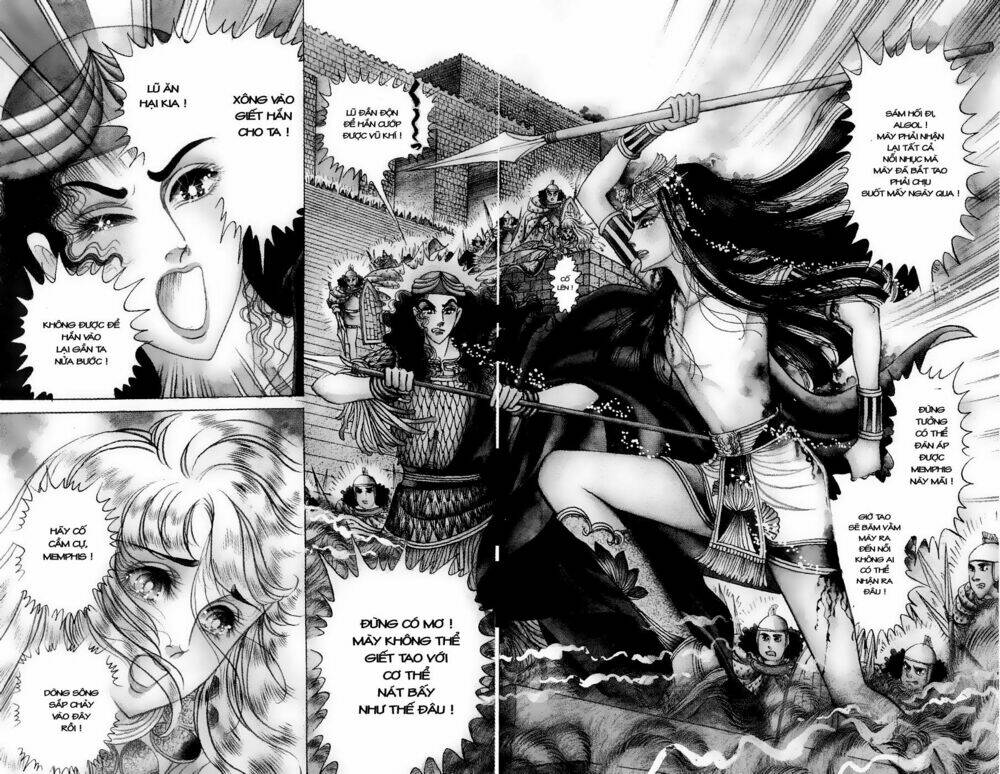 SÁM HỐI ĐI,
ALGOL !
MÀY PHẢI NHẬN
LẠI TẤT CẢ
NỖI NHỤC MÀ
MÀY ĐÃ BẮT TAO
PHẢI CHỊU
SUỐT MẤY NGÀY QUA !
ĐỪNG
TƯỞNG
CÓ THỂ
ĐÀN ÁP
ĐƯỢC
MEMPHIS
NÀY MÃI !
GIỜ TAO
SẼ BẰM VẰM
MÀY RA
ĐẾN NỖI
KHÔNG AI
CÓ THỂ
NHẬN RA
ĐÂU !
CỐ
LÊN !
LŨ ĐẦN ĐỘN
ĐỂ HẮN CƯỚP
ĐƯỢC VŨ KHÍ !
ĐỪNG CÓ MƠ !
MÀY KHÔNG THỂ
GIẾT TAO VỚI
CƠ THỂ
NÁT BẤY
NHƯ THẾ ĐÂU !
LŨ ĂN
HẠI KIA !
XÔNG VÀO
GIẾT HẮN
CHO TA !
KHÔNG ĐƯỢC ĐỂ
HẮN VÀO
LẠI GẦN TA
NỬA BƯỚC !
HÃY CỐ
CẦM CỰ,
MEMPHIS !
DÒNG SÔNG
SẮP CHẢY
VÀO ĐÂY
RỒI !